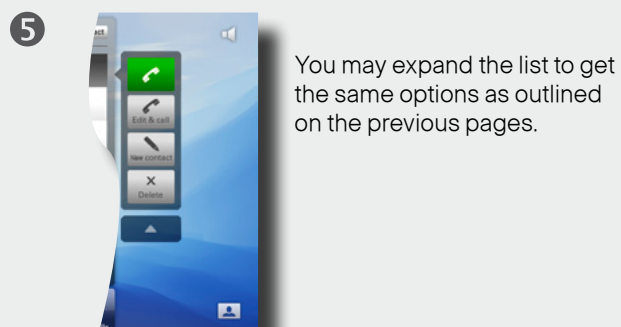 5
ct
Edit & call
New contact
Delete
You may expand the list to get
the same options as outlined
on the previous pages.